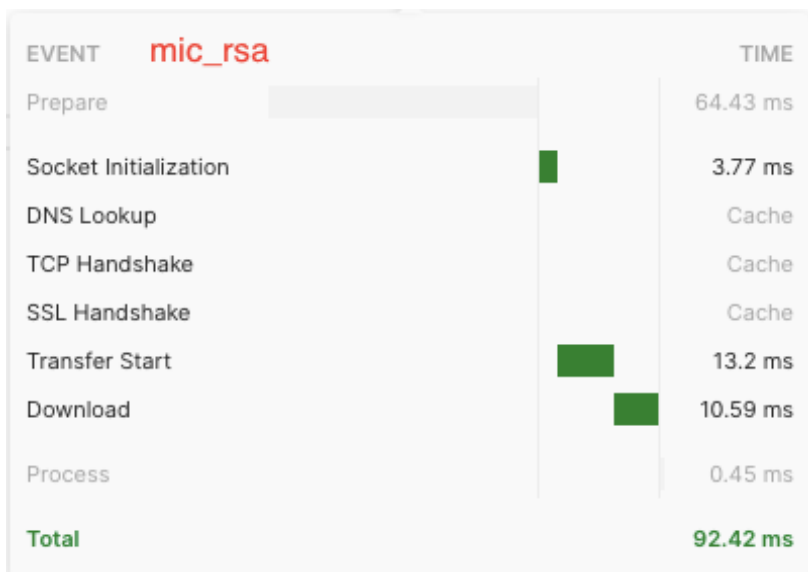 EVENT mic_rsa TIME
Prepare 64.43 ms
Socket Initialization 3.77 ms
DNS Lookup Cache
TCP Handshake Cache
SSL Handshake Cache
Transfer Start 13.2 ms
Download 10.59 ms
Process 0.45 ms
Total 92.42 ms